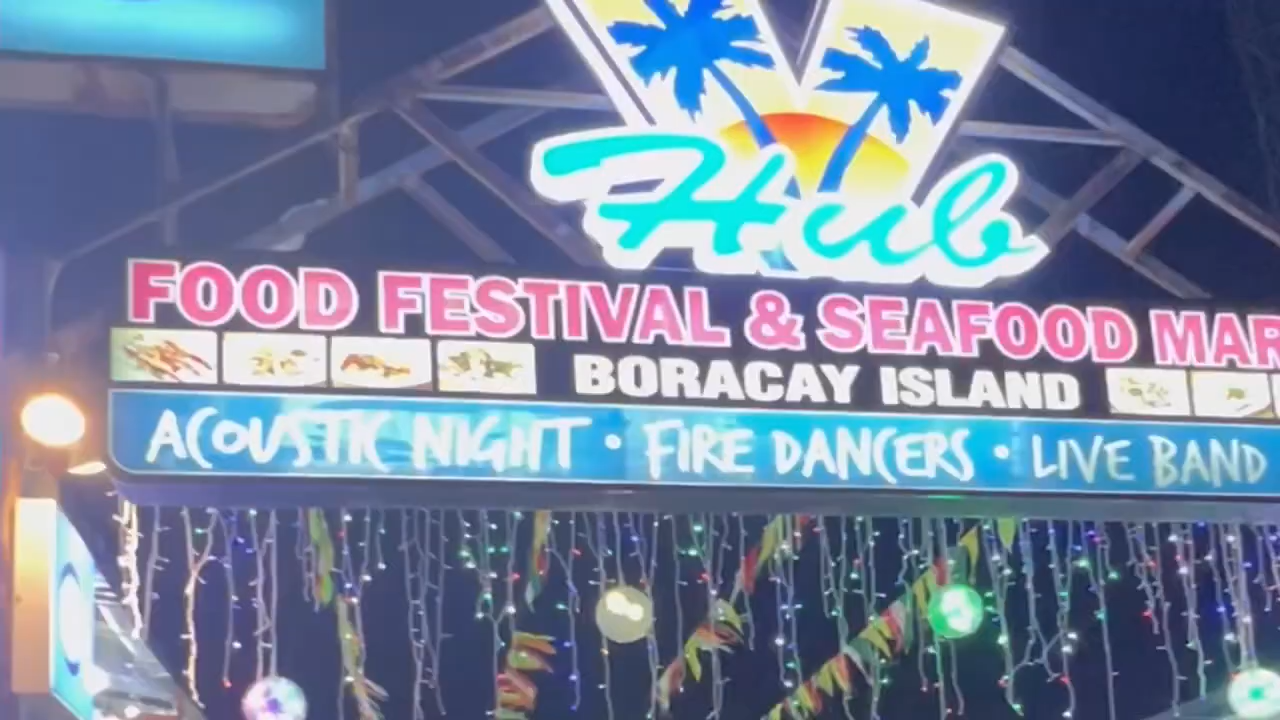 Hub
FOOD FESTIVAL & SEAFOOD MAR
BORACAY ISLAND
ACOUSTIC NIGHT • FIRE DANCERS • LIVE BAND